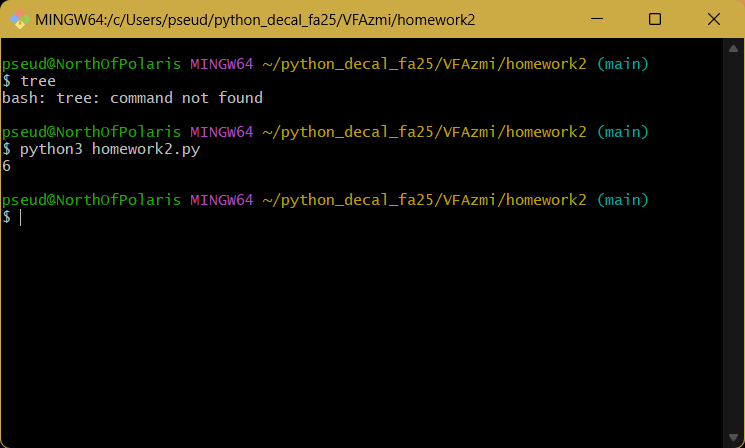 MINGW64:/c/Users/pseud/python_decal_fa25/VFAzmi/homework2
pseud@NorthOfPolaris MINGW64 ~/python_decal_fa25/VFAzmi/homework2 (main)
$ tree
bash: tree: command not found
pseud@NorthOfPolaris MINGW64 ~/python_decal_fa25/VFAzmi/homework2 (main)
$ python3 homework2.py
6
pseud@NorthOfPolaris MINGW64 ~/python_decal_fa25/VFAzmi/homework2 (main)
$